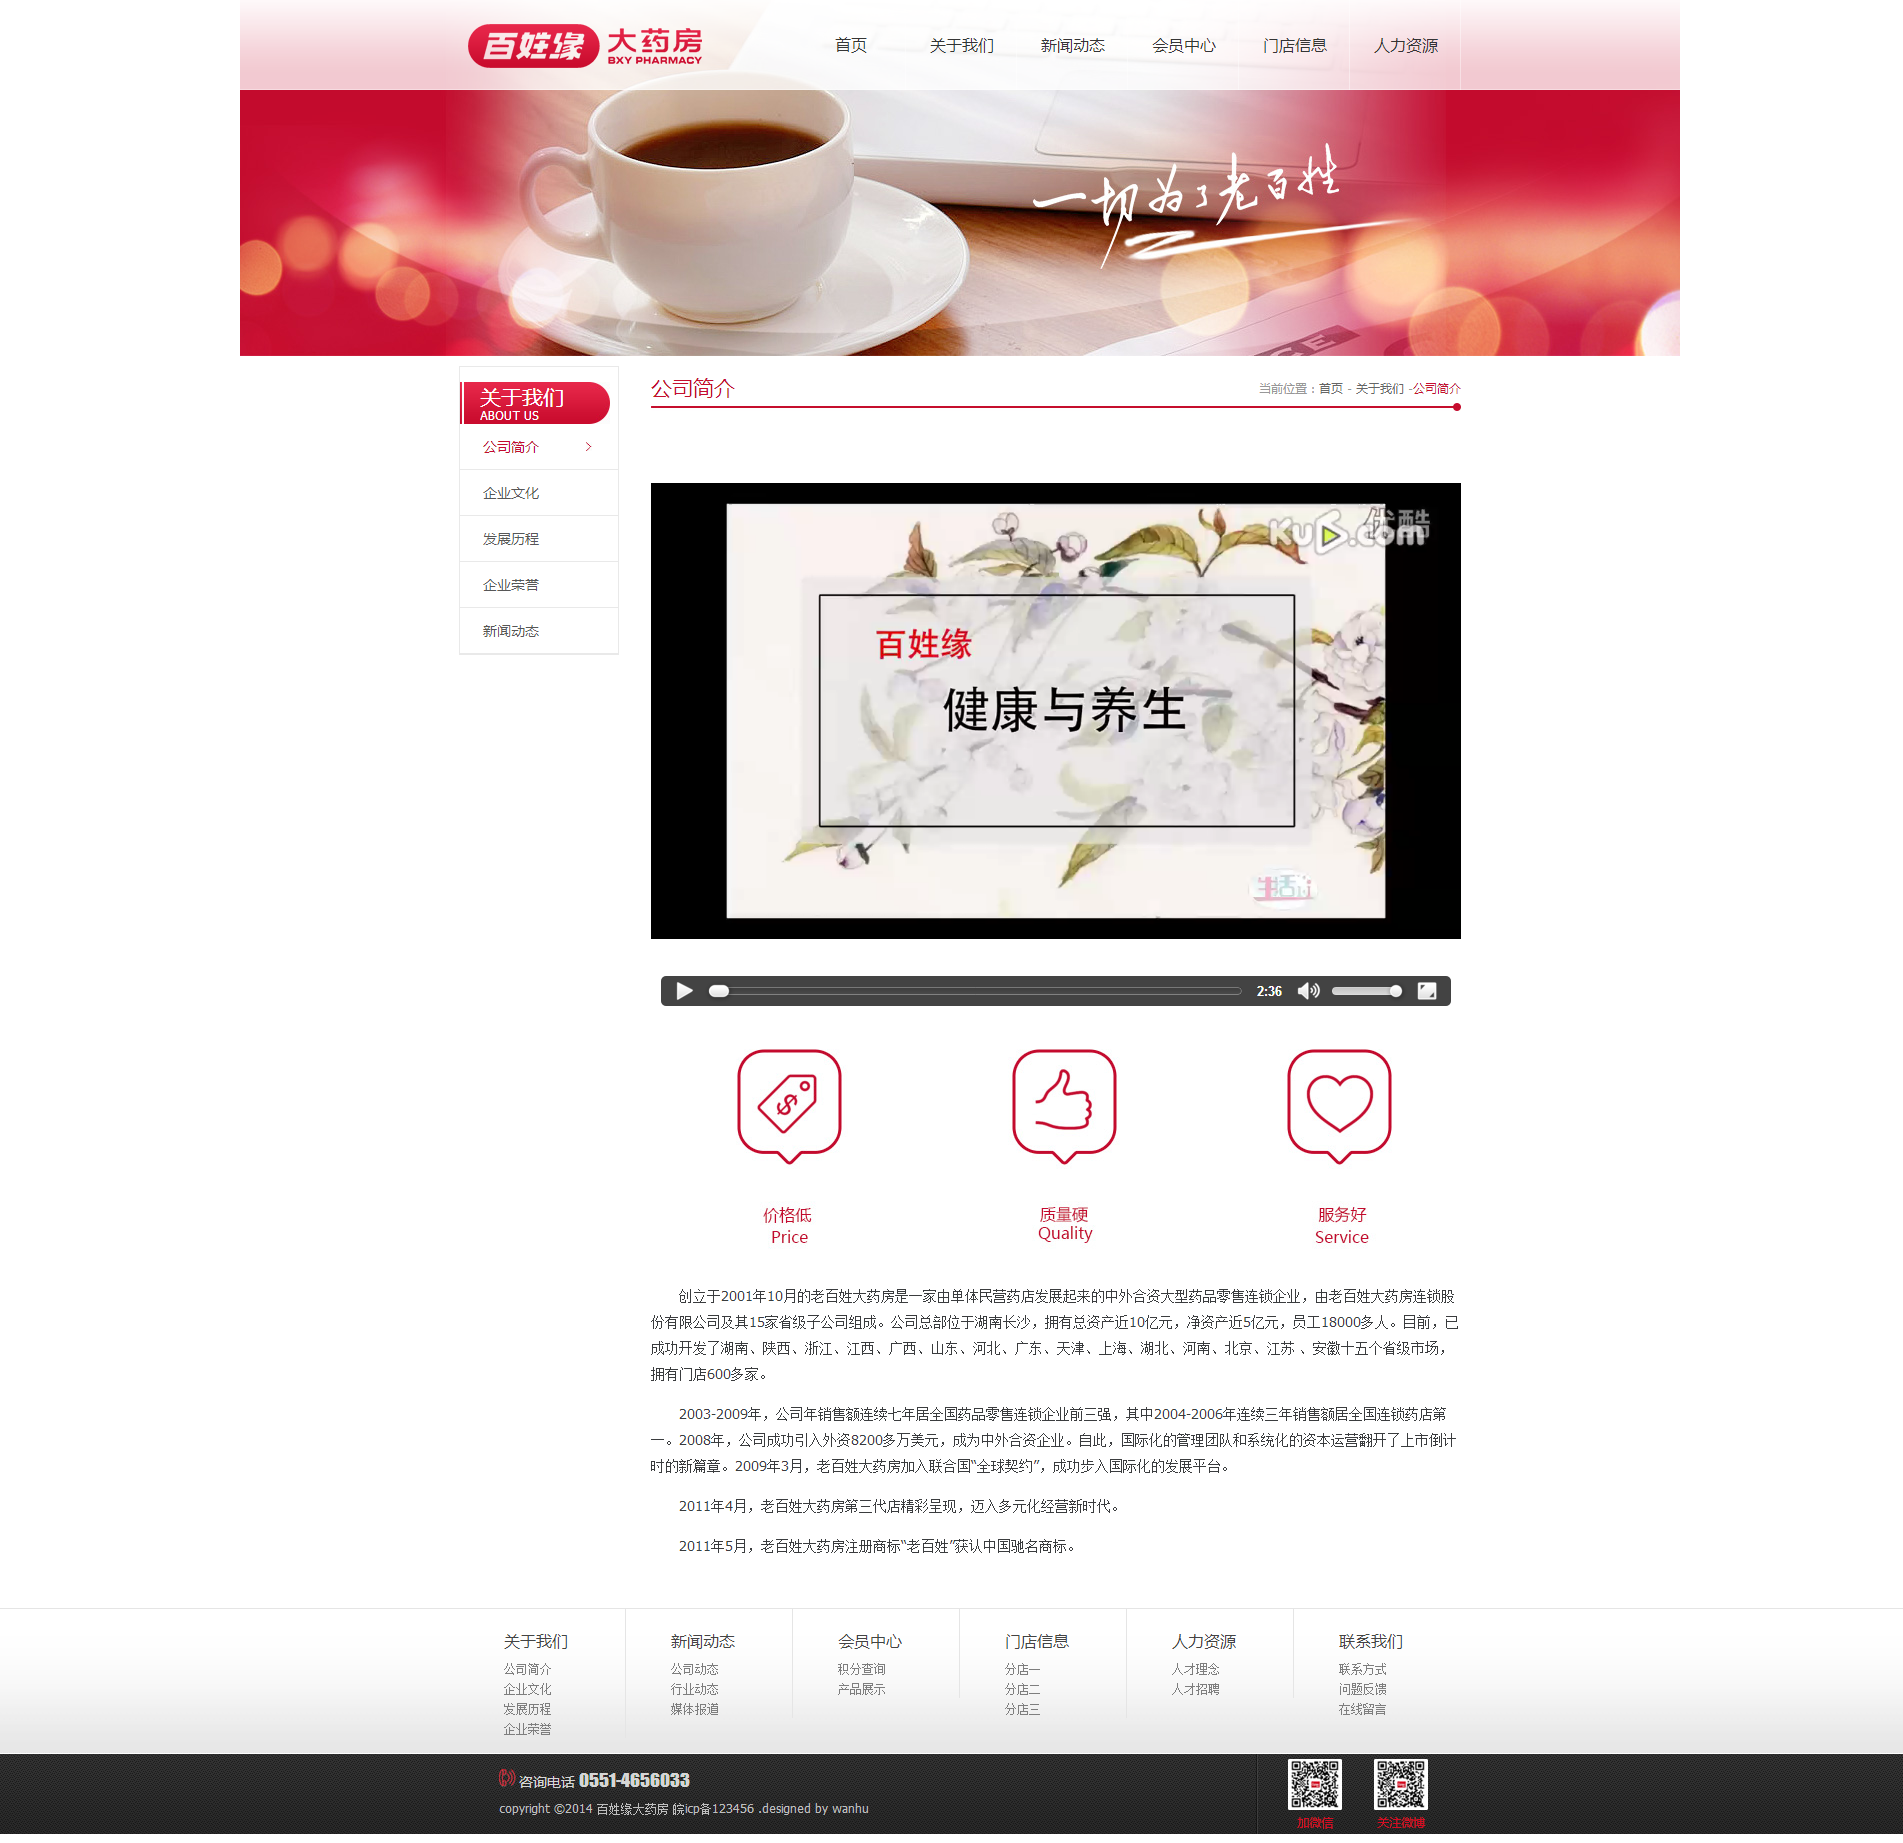 百姓缘 大药房
BXY PHARMACY
首页 关于我们 新闻动态 会员中心 门店信息 人力资源
一切为了老百姓
关于我们
ABOUT US
公司简介
企业文化
发展历程
企业荣誉
新闻动态
公司简介
当前位置：首页 - 关于我们 -公司简介
优酷
Ku6.com
百姓缘
健康与养生
生活
2:36
价格低
Price
质量硬
Quality
服务好
Service
创立于2001年10月的老百姓大药房是一家由单体民营药店发展起来的中外合资大型药品零售连锁企业，由老百姓大药房连锁股
份有限公司及其15家省级子公司组成。公司总部位于湖南长沙，拥有总资产近10亿元，净资产近5亿元，员工18000多人。目前，已
成功开发了湖南、陕西、浙江、江西、广西、山东、河北、广东、天津、上海、湖北、河南、北京、江苏 、安徽十五个省级市场，
拥有门店600多家。
2003-2009年，公司年销售额连续七年居全国药品零售连锁企业前三强，其中2004-2006年连续三年销售额居全国连锁药店第
一。2008年，公司成功引入外资8200多万美元，成为中外合资企业。自此，国际化的管理团队和系统化的资本运营翻开了上市倒计
时的新篇章。2009年3月，老百姓大药房加入联合国“全球契约”，成功步入国际化的发展平台。
2011年4月，老百姓大药房第三代店精彩呈现，迈入多元化经营新时代。
2011年5月，老百姓大药房注册商标“老百姓”获认中国驰名商标。
关于我们
公司简介
企业文化
发展历程
企业荣誉
新闻动态
公司动态
行业动态
媒体报道
会员中心
积分查询
产品展示
门店信息
分店一
分店二
分店三
人力资源
人才理念
人才招聘
联系我们
联系方式
问题反馈
在线留言
咨询电话 0551-4656033
copyright ©2014 百姓缘大药房 皖icp备123456 .designed by wanhu
加微信
关注微博